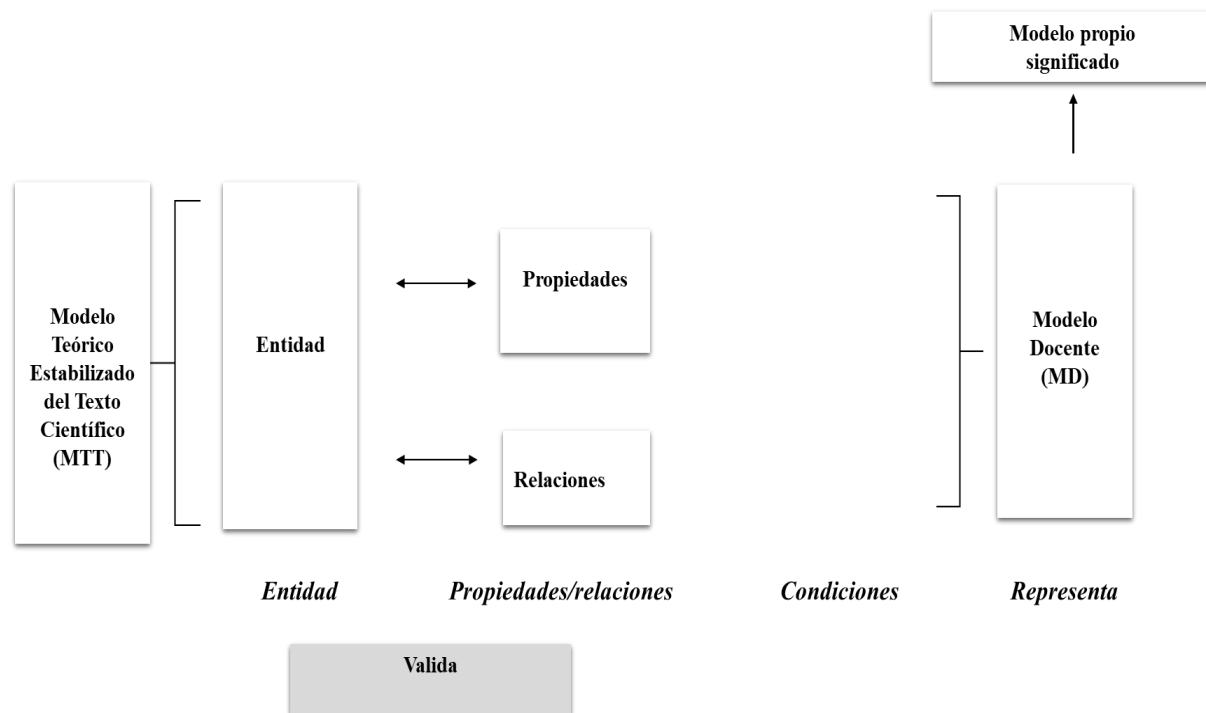 Modelo propio
significado
Modelo
Teórico
Estabilizado
del Texto
Científico
(MTT)
Entidad
Propiedades
Relaciones
Modelo
Docente
(MD)
Entidad
Propiedades/relaciones
Condiciones
Representa
Valida